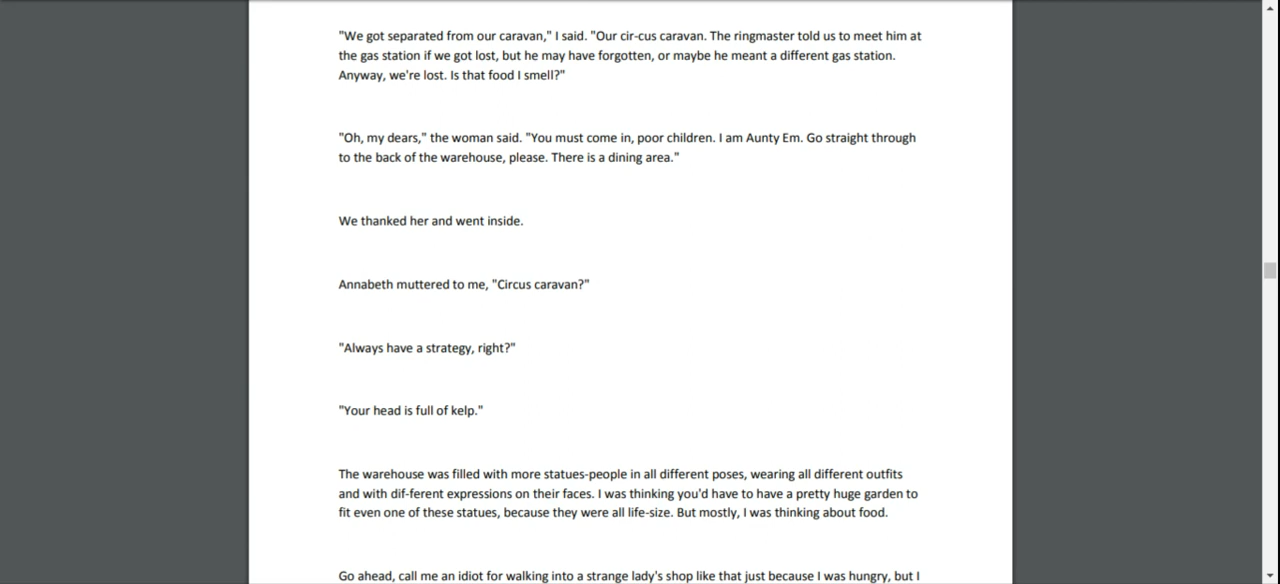 "We got separated from our caravan," I said. "Our cir-cus caravan. The ringmaster told us to meet him at
the gas station if we got lost, but he may have forgotten, or maybe he meant a different gas station.
Anyway, we're lost. Is that food I smell?"
"Oh, my dears," the woman said. "You must come in, poor children. I am Aunty Em. Go straight through
to the back of the warehouse, please. There is a dining area."
We thanked her and went inside.
Annabeth muttered to me, "Circus caravan?"
"Always have a strategy, right?"
"Your head is full of kelp."
The warehouse was filled with more statues-people in all different poses, wearing all different outfits
and with dif-ferent expressions on their faces. I was thinking you'd have to have a pretty huge garden to
fit even one of these statues, because they were all life-size. But mostly, I was thinking about food.
Go ahead, call me an idiot for walking into a strange lady's shop like that just because I was hungry, but I